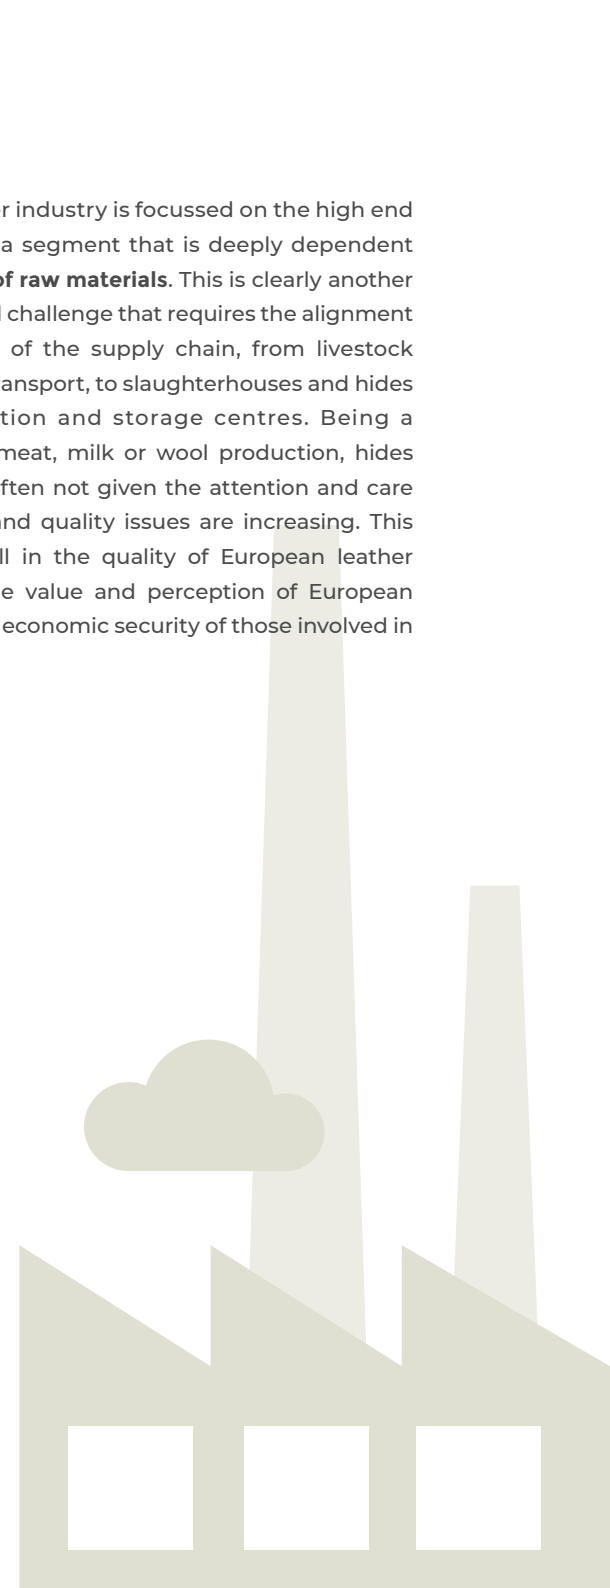 r industry is focussed on the high end
a segment that is deeply dependent
of raw materials. This is clearly another
challenge that requires the alignment
of the supply chain, from livestock
ansport, to slaughterhouses and hides
tion and storage centres. Being a
meat, milk or wool production, hides
ften not given the attention and care
nd quality issues are increasing. This
ll in the quality of European leather
e value and perception of European
economic security of those involved in